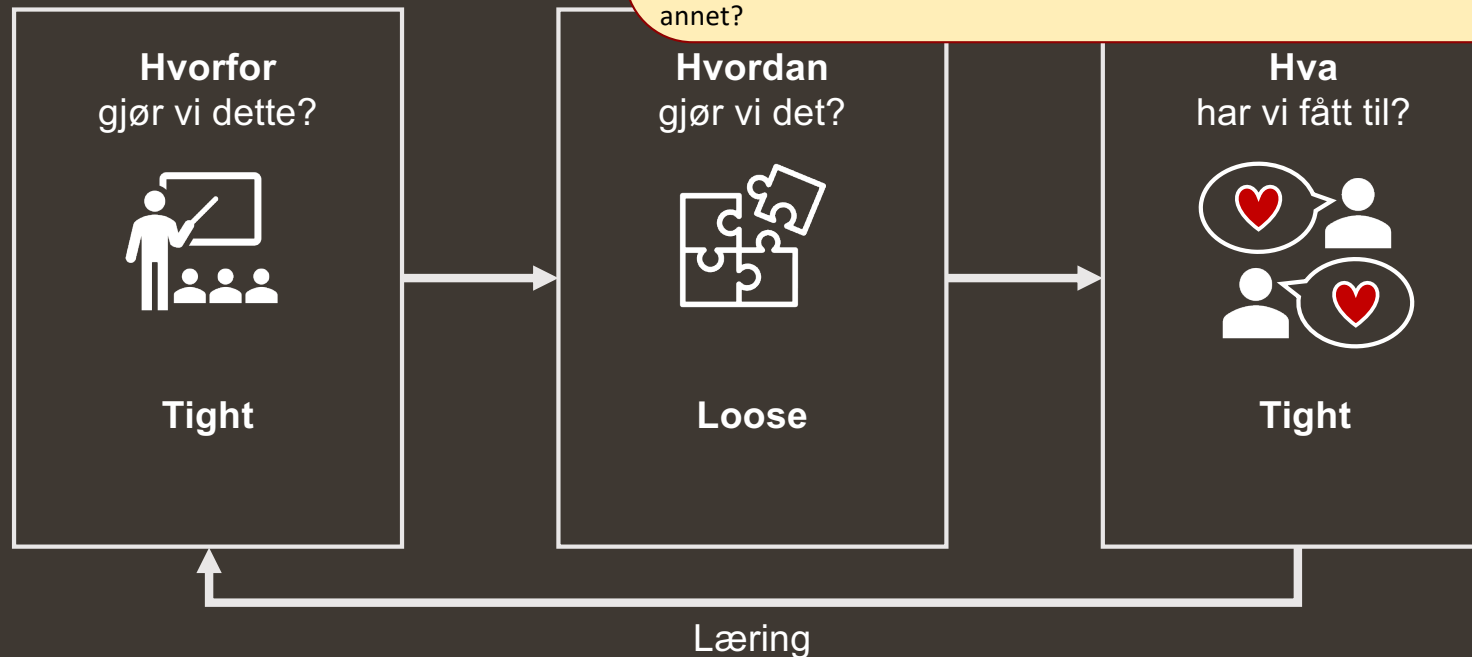 annet?
Hvorfor
gjør vi dette?
Tight
Hvordan
gjør vi det?
Loose
Hva
har vi fått til?
Tight
Læring